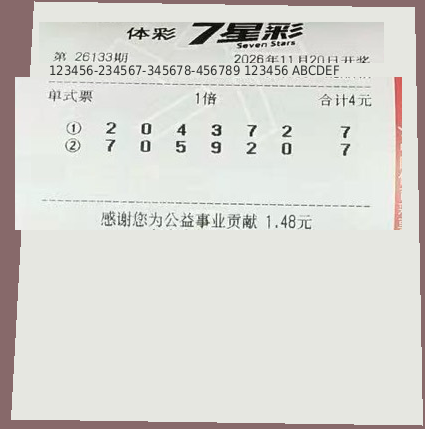 体彩 7星彩
Seven Stars
第 26133期 2026年11月20日开奖
123456-234567-345678-456789 123456 ABCDEF
单式票 1倍 合计4元
① 2 0 4 3 7 2 7
② 7 0 5 9 2 0 7
感谢您为公益事业贡献 1.48元